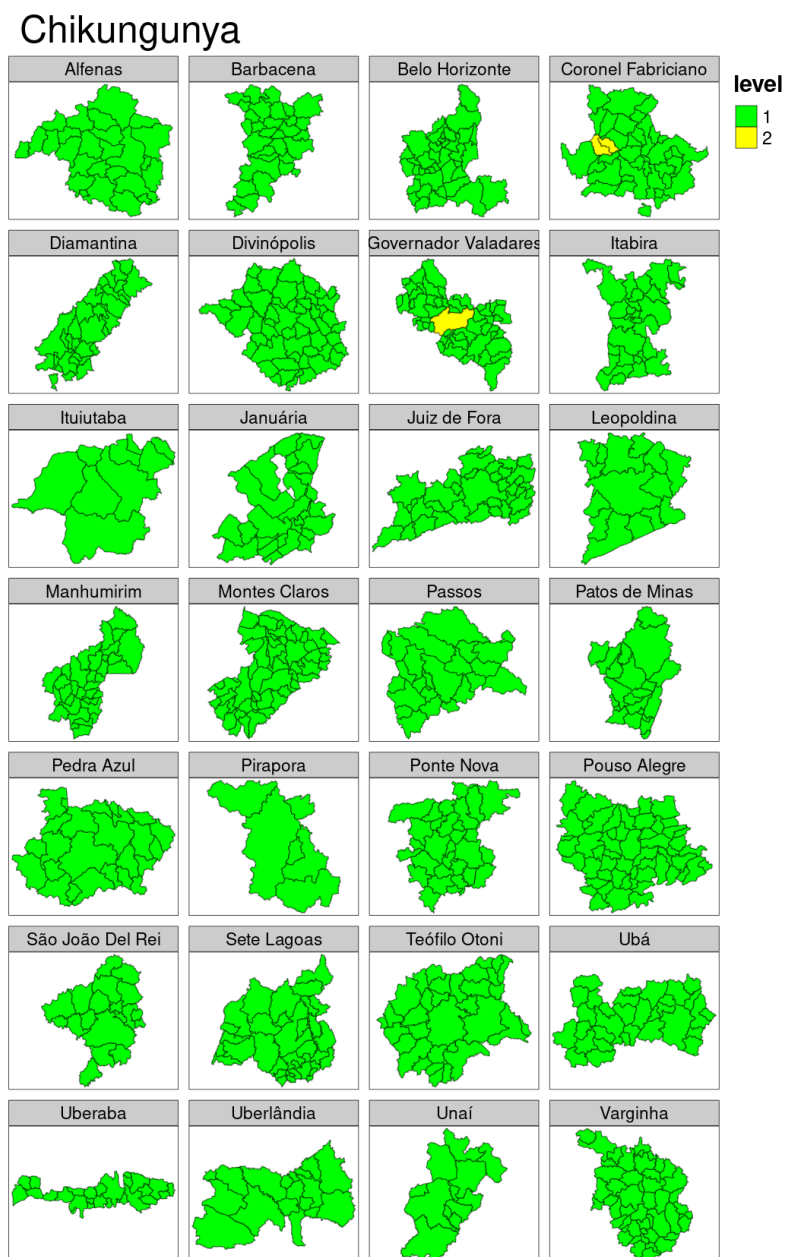 Chikungunya
Alfenas
Barbacena
Belo Horizonte
Coronel Fabriciano
level
1
2
Diamantina
Divinópolis
Governador Valadares
Itabira
Ituiutaba
Januária
Juiz de Fora
Leopoldina
Manhumirim
Montes Claros
Passos
Patos de Minas
Pedra Azul
Pirapora
Ponte Nova
Pouso Alegre
São João Del Rei
Sete Lagoas
Teófilo Otoni
Ubá
Uberaba
Uberlândia
Unaí
Varginha